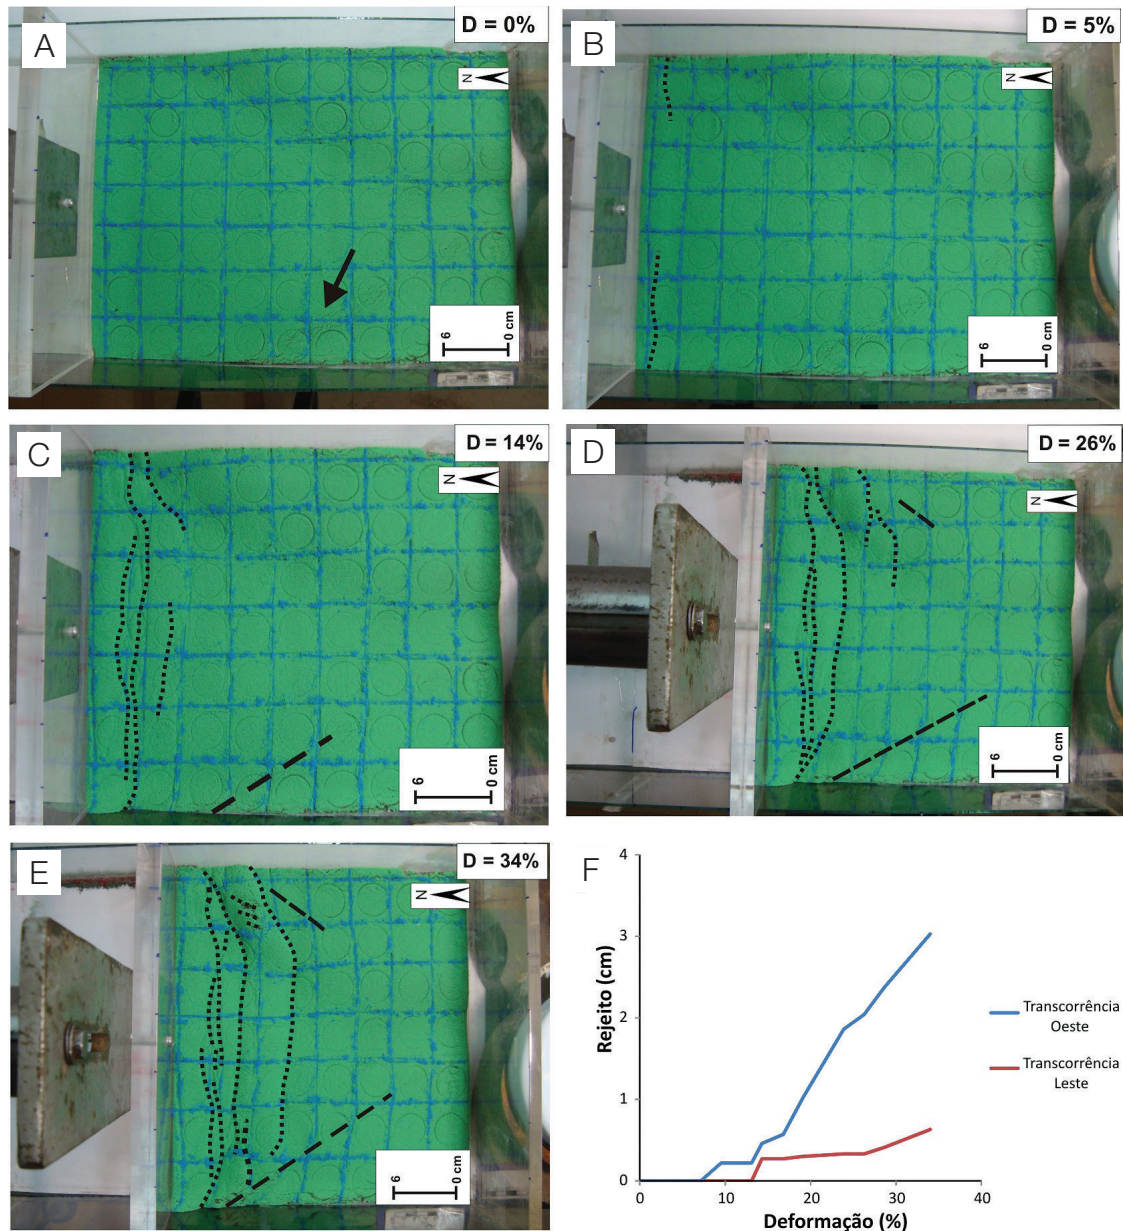 A
D = 0%
N
6
0 cm
B
D = 5%
N
6
0 cm
C
D = 14%
N
6
0 cm
D
D = 26%
N
6
0 cm
E
D = 34%
N
6
0 cm
F
4
3
2
1
0
Rejeito (cm)
0
10
20
30
40
Deformação (%)
Transcorrência
Oeste
Transcorrência
Leste